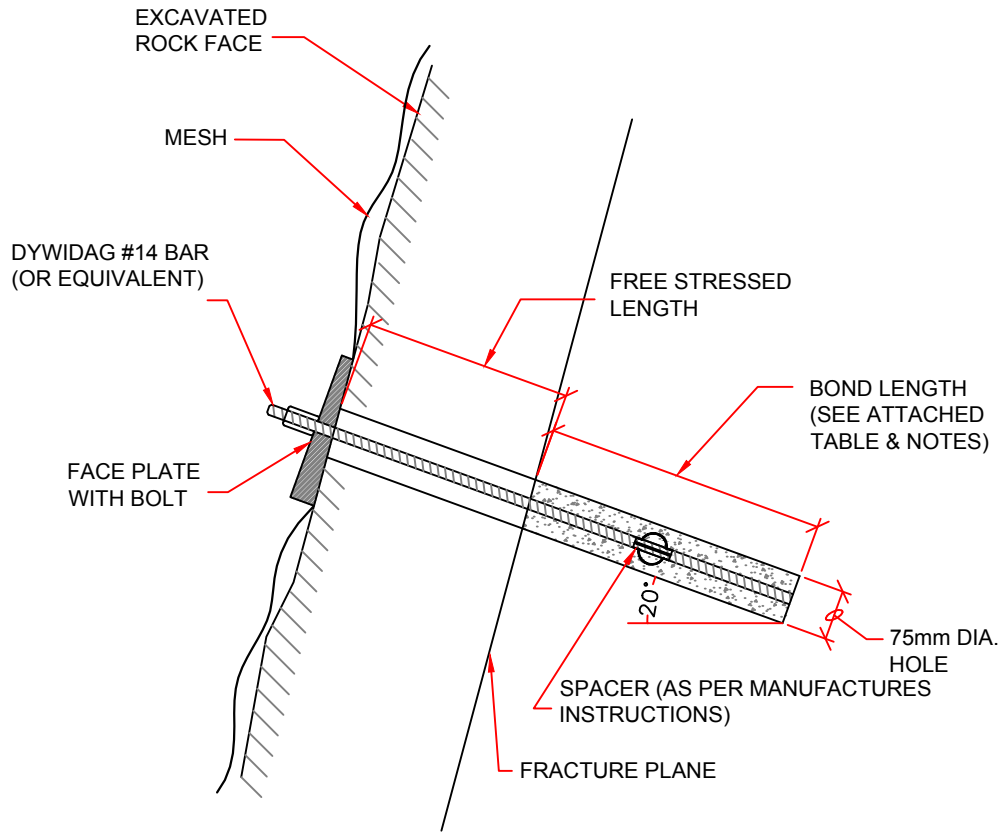 EXCAVATED
ROCK FACE
MESH
DYWIDAG #14 BAR
(OR EQUIVALENT)
FREE STRESSED
LENGTH
BOND LENGTH
(SEE ATTACHED
TABLE & NOTES)
FACE PLATE
WITH BOLT
20°
75mm DIA.
HOLE
SPACER (AS PER MANUFACTURES
INSTRUCTIONS)
FRACTURE PLANE